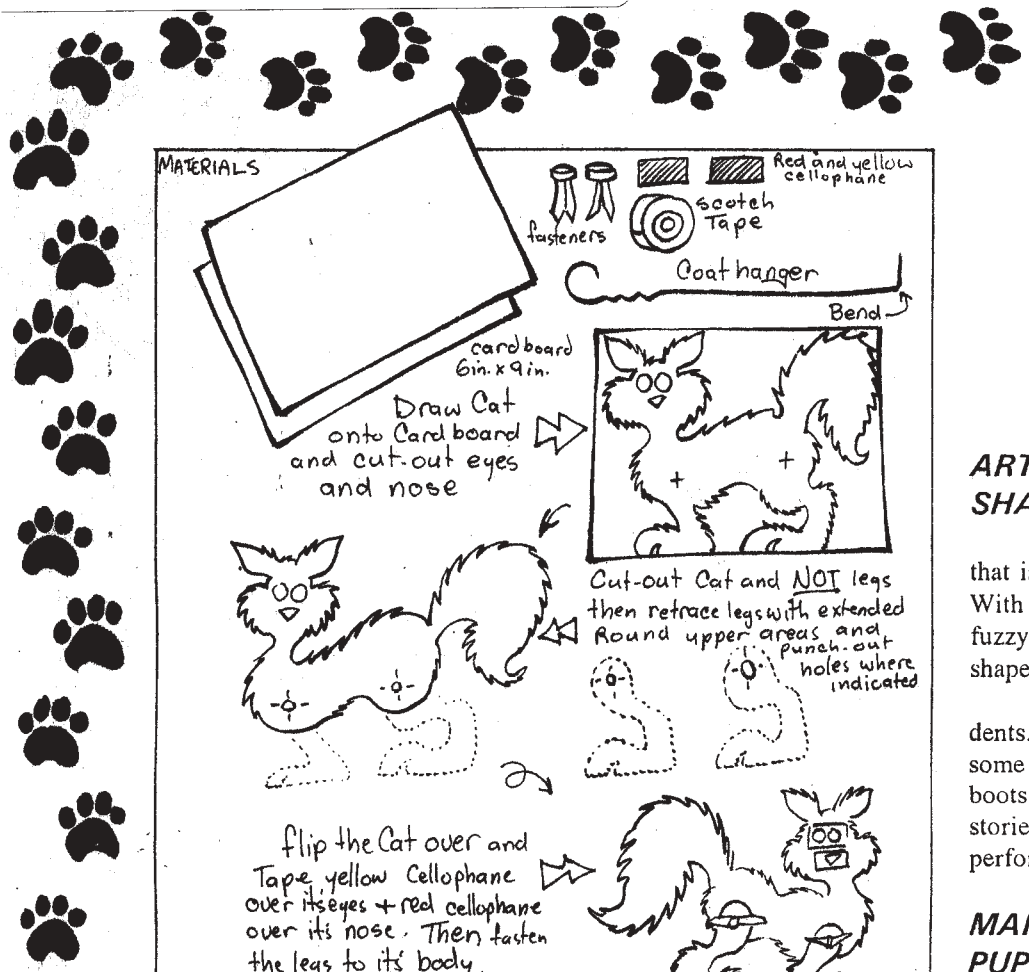 MATERIALS
fasteners
Red and yellow
cellophane
scotch
Tape
Coat hanger
Bend
cardboard
6in. x 9in.
Draw Cat
onto Cardboard
and cut-out eyes
and nose
Cut-out Cat and NOT legs
then retrace legs with extended
Round upper areas and
punch-out
holes where
indicated
flip the Cat over and
Tape yellow Cellophane
over its eyes + red cellophane
over it's nose. Then fasten
the legs to it's body.
ART
SHA
that i
With
fuzzy
shape
dents.
some
boots
storie
perfor
MAI
PUP